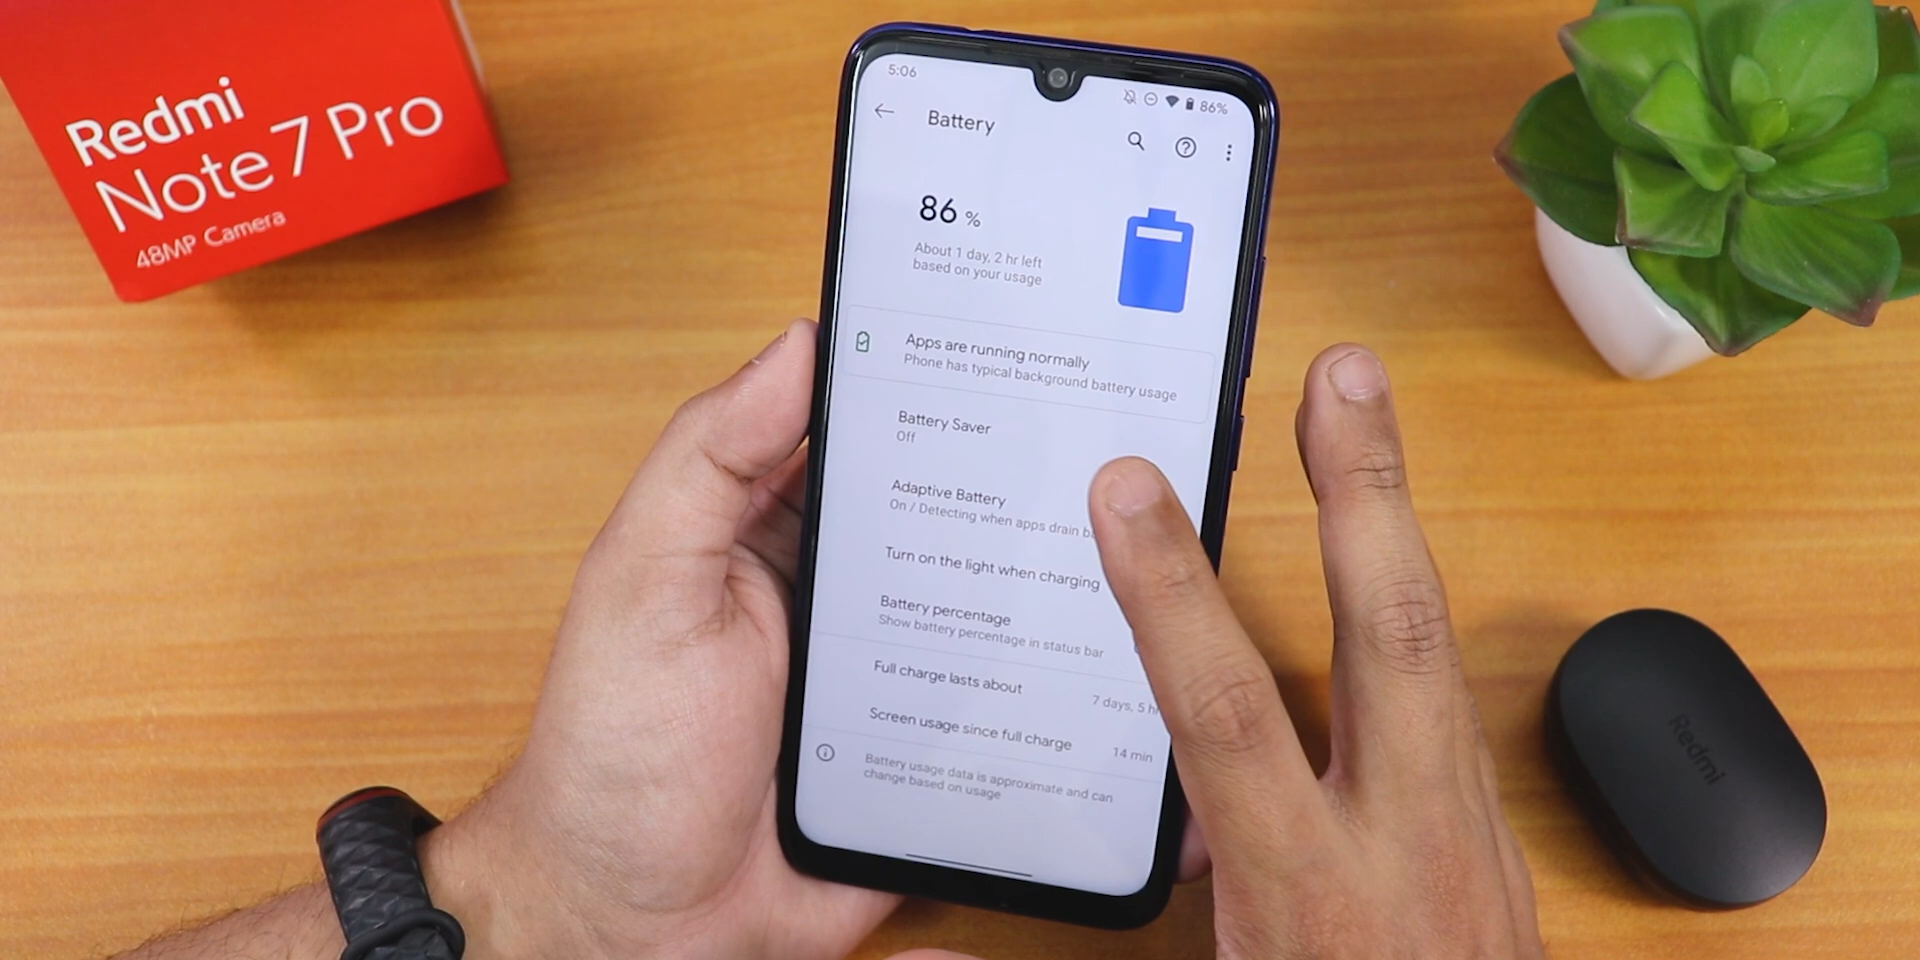 Redmi
Note 7 Pro
48MP Camera
5:06
86%
Battery
86 %
About 1 day, 2 hr left
based on your usage
Apps are running normally
Phone has typical background battery usage
Battery Saver
Off
Adaptive Battery
On / Detecting when apps drain
Turn on the light when charging
Battery percentage
Show battery percentage in status bar
Full charge lasts about
7 days, 5
Screen usage since full charge
14 min
Battery usage data is approximate and can
change based on usage
Redmi